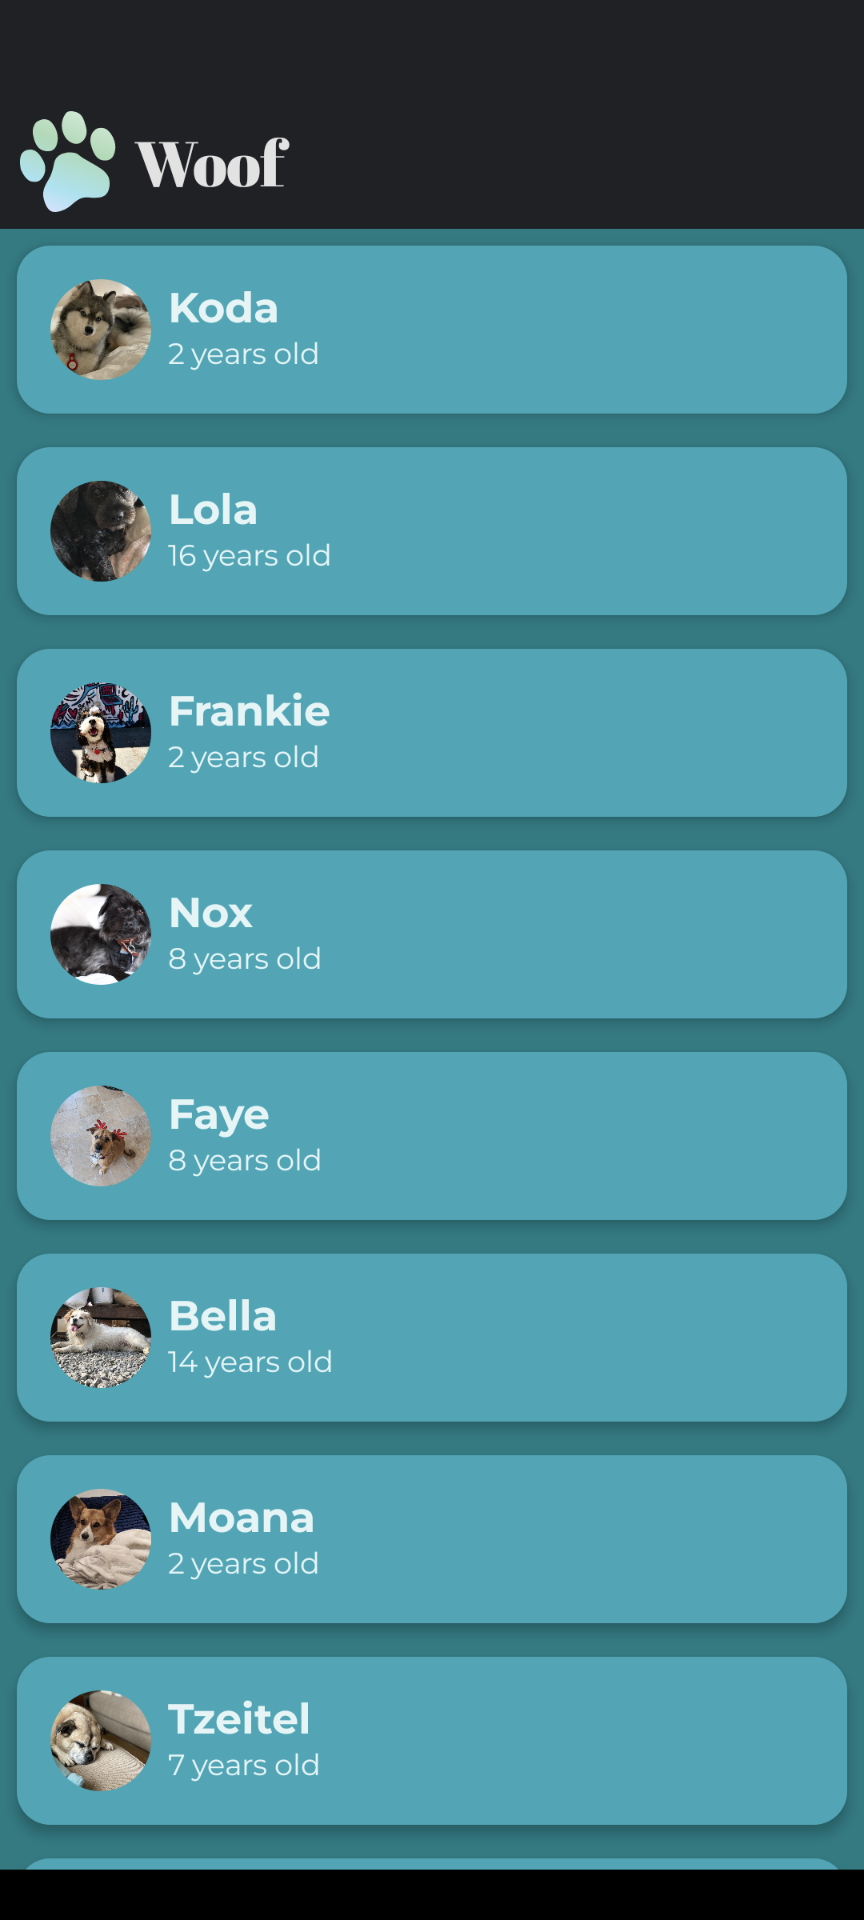 Woof
Koda
2 years old
Lola
16 years old
Frankie
2 years old
Nox
8 years old
Faye
8 years old
Bella
14 years old
Moana
2 years old
Tzeitel
7 years old